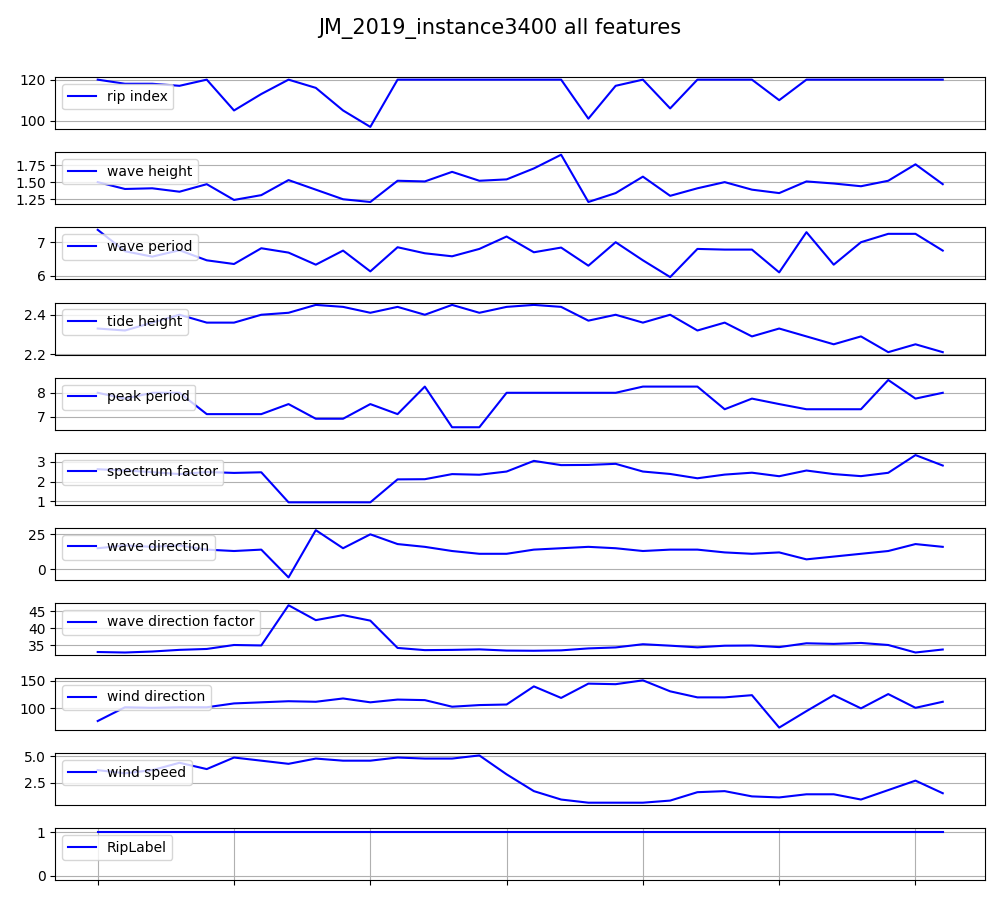 JM_2019_instance3400 all features
120
100
rip index
1.75
1.50
1.25
wave height
7
6
wave period
2.4
2.2
tide height
8
7
peak period
3
2
1
spectrum factor
25
0
wave direction
45
40
35
wave direction factor
150
100
wind direction
5.0
2.5
wind speed
1
0
RipLabel